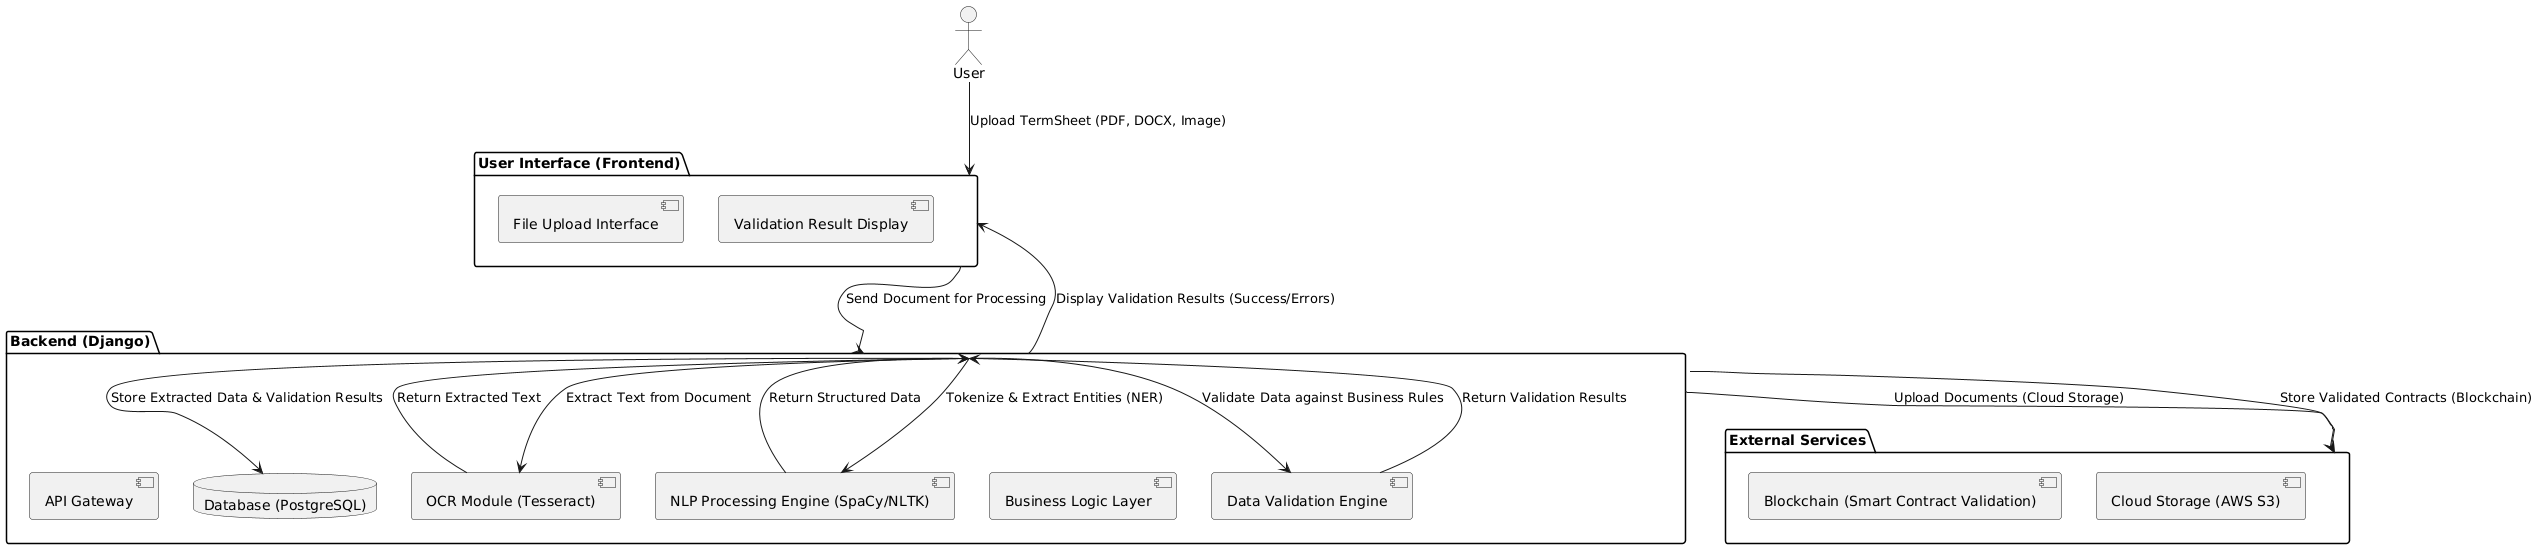 User
Upload TermSheet (PDF, DOCX, Image)
User Interface (Frontend)
File Upload Interface
Validation Result Display
Send Document for Processing
Display Validation Results (Success/Errors)
Backend (Django)
Store Extracted Data & Validation Results
Return Extracted Text
Extract Text from Document
Return Structured Data
Tokenize & Extract Entities (NER)
Validate Data against Business Rules
Return Validation Results
Upload Documents (Cloud Storage)
Store Validated Contracts (Blockchain)
External Services
API Gateway
Database (PostgreSQL)
OCR Module (Tesseract)
NLP Processing Engine (SpaCy/NLTK)
Business Logic Layer
Data Validation Engine
Blockchain (Smart Contract Validation)
Cloud Storage (AWS S3)